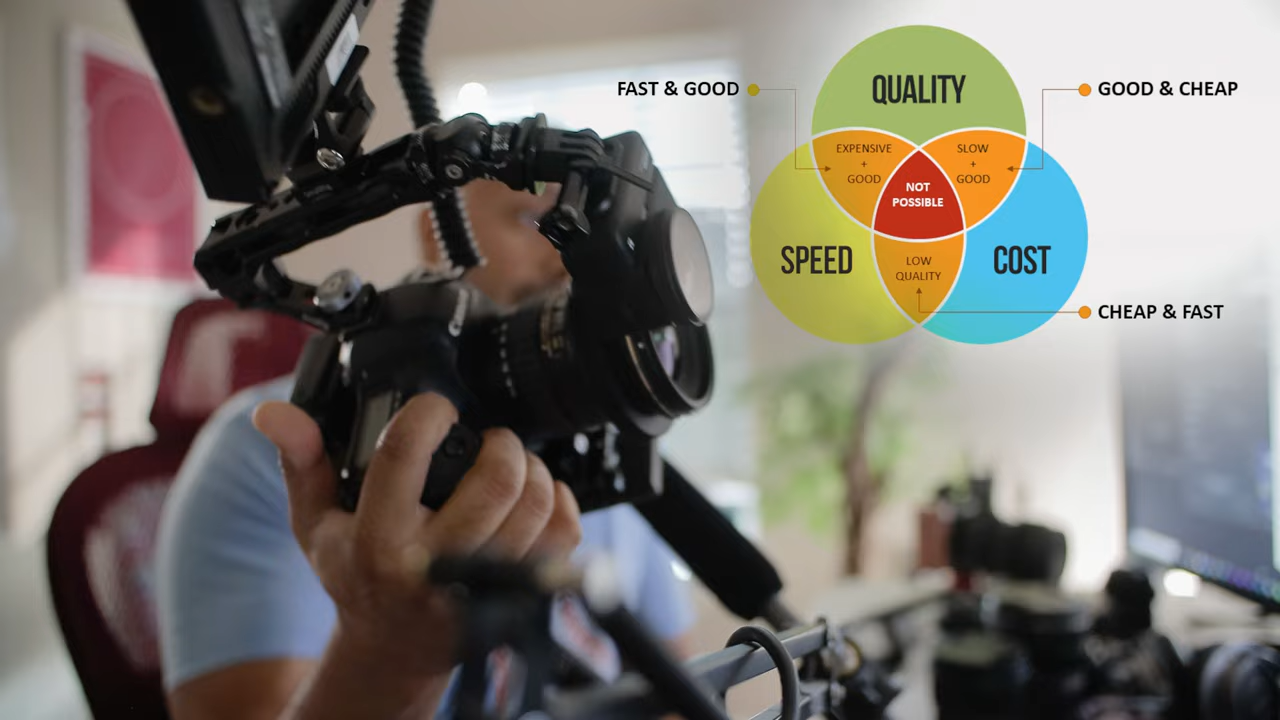 QUALITY
FAST & GOOD
GOOD & CHEAP
EXPENSIVE
+
GOOD
SLOW
+
GOOD
NOT
POSSIBLE
SPEED
COST
LOW
QUALITY
CHEAP & FAST